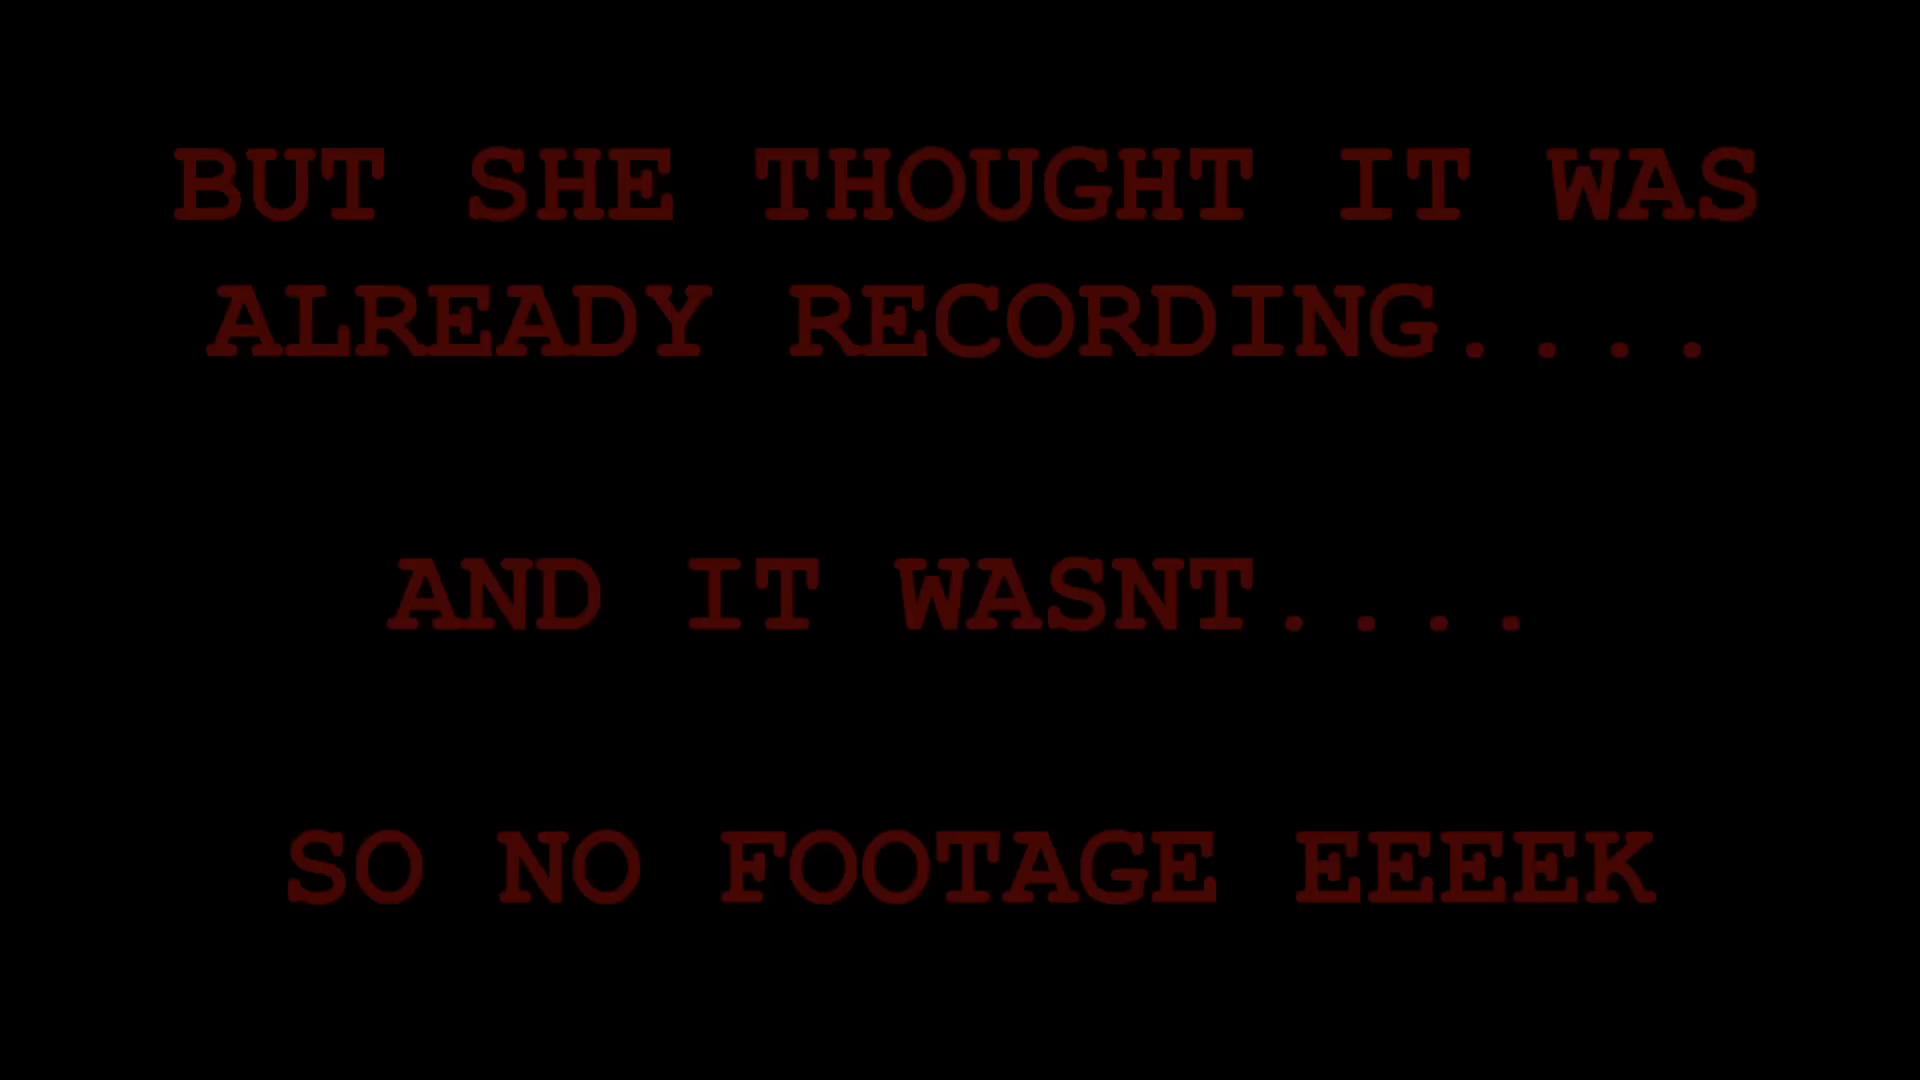 BUT SHE THOUGHT IT WAS
ALREADY RECORDING....
AND IT WASNT....
SO NO FOOTAGE EEEEK